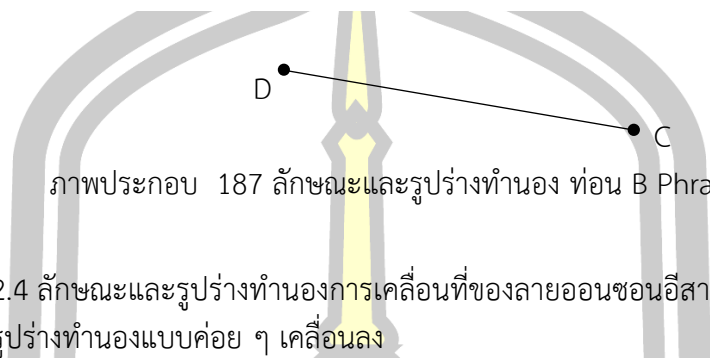 D
C
ภาพประกอบ 187 ลักษณะและรูปร่างทำนอง ท่อน B Phra
2.4 ลักษณะและรูปร่างทำนองการเคลื่อนที่ของลายออนซอนอีสา
รูปร่างทำนองแบบค่อย ๆ เคลื่อนลง